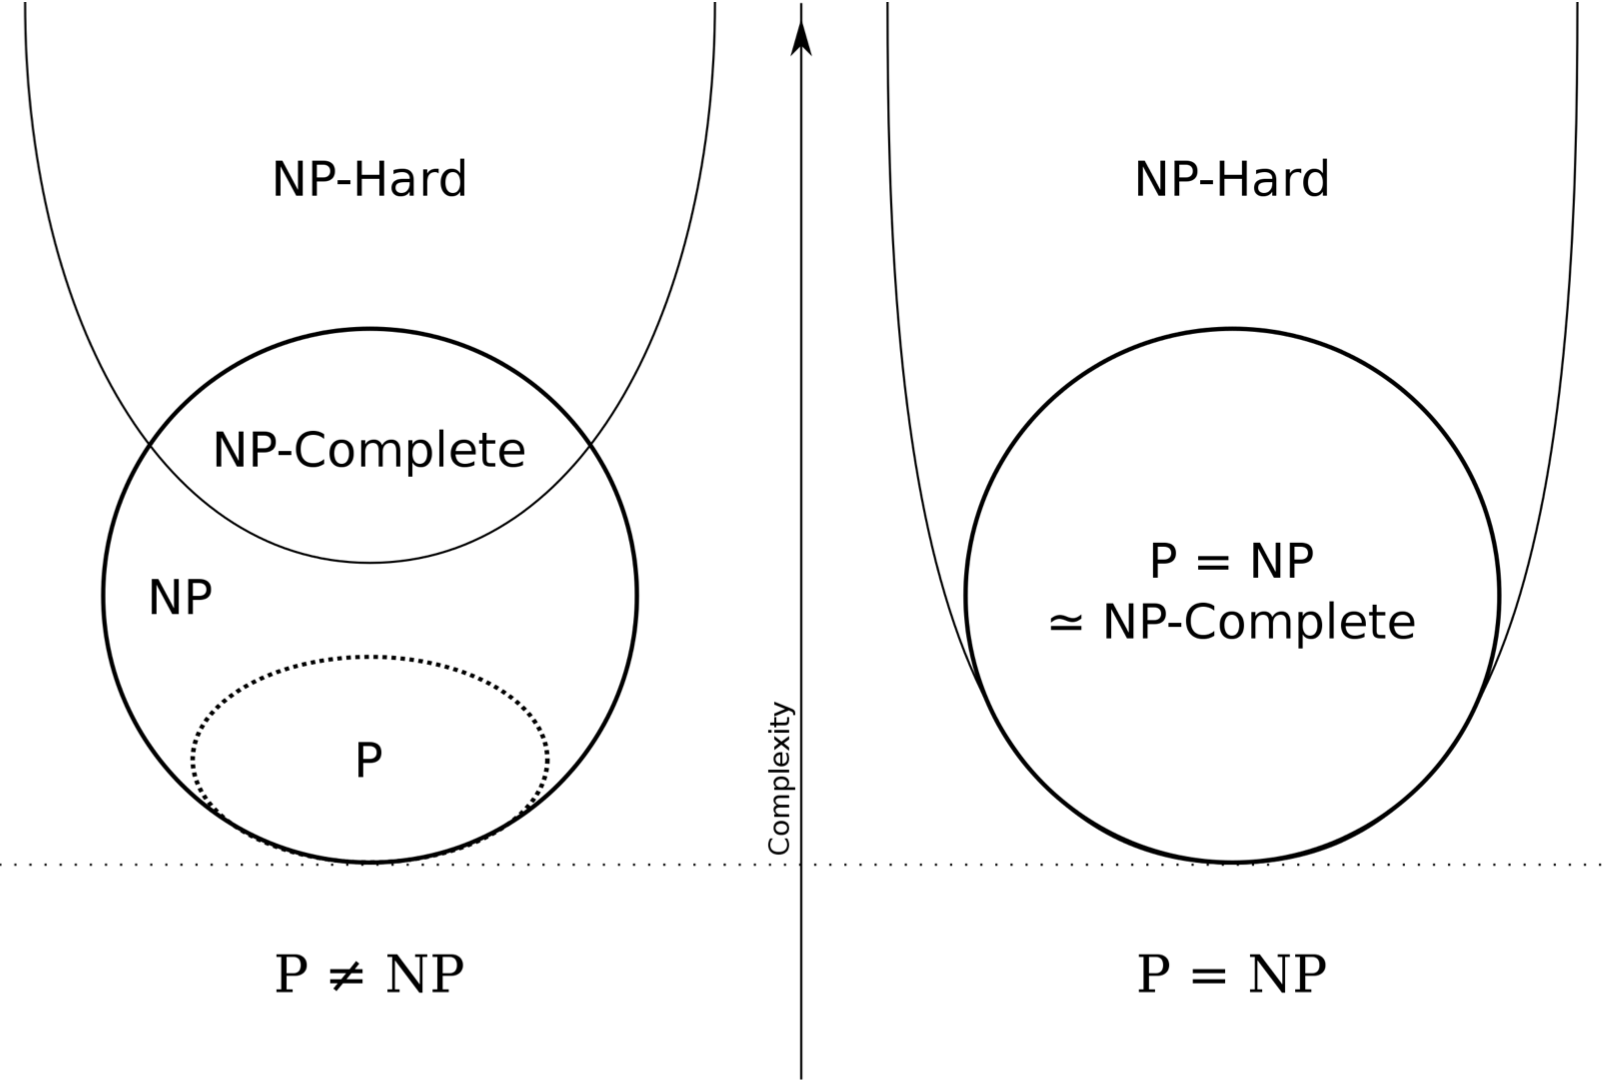 NP-Hard
NP-Complete
NP
P
P ≠ NP
Complexity
NP-Hard
P = NP
≃ NP-Complete
P = NP